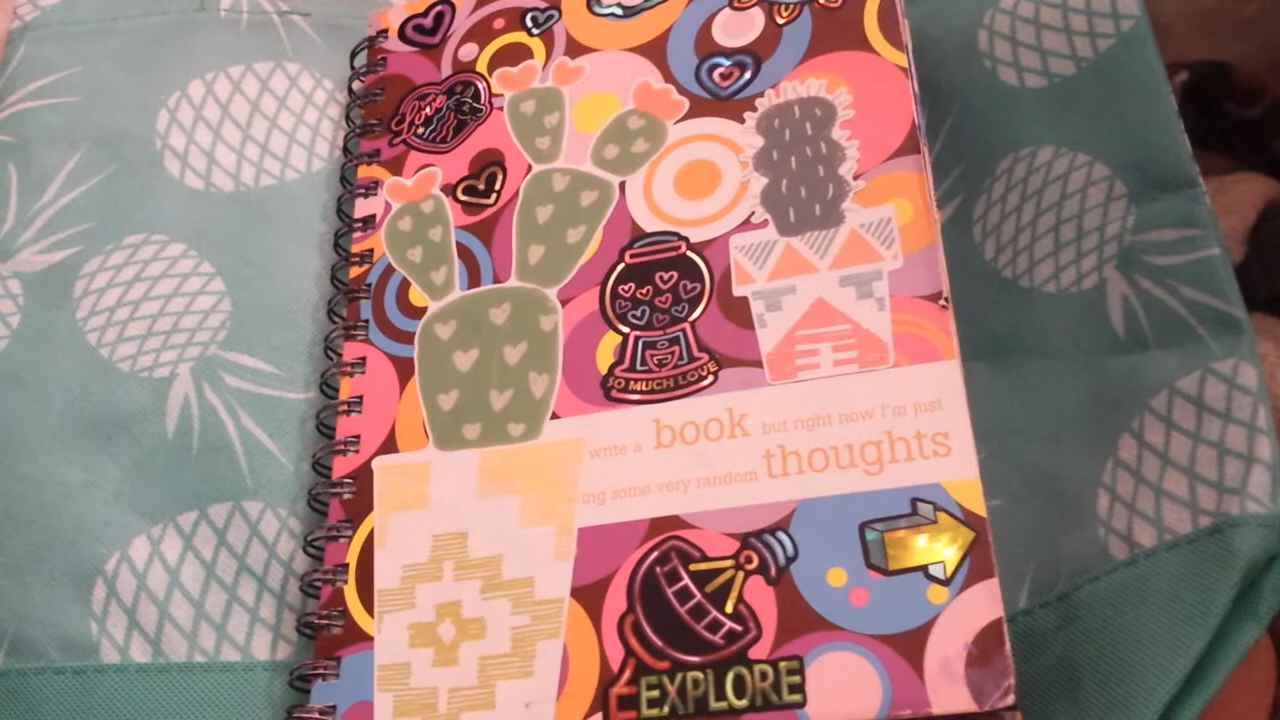 Love
SO MUCH LOVE
write a book but right now I'm just
ing some very random thoughts
EXPLORE